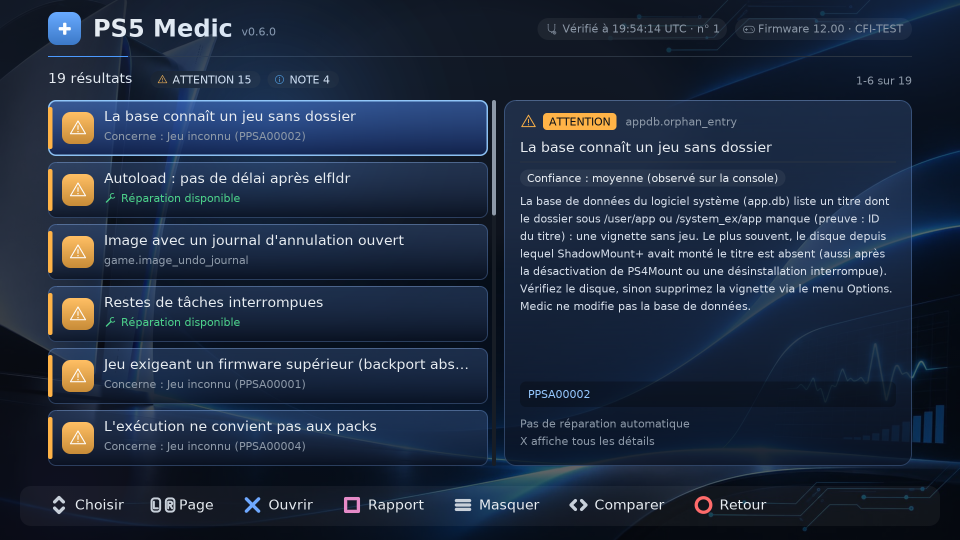 PS5 Medic v0.6.0
Vérifié à 19:54:14 UTC · n° 1
Firmware 12.00 · CFI-TEST
19 résultats
ATTENTION 15
NOTE 4
1-6 sur 19
La base connaît un jeu sans dossier
Concerne : Jeu inconnu (PPSA00002)
Autoload : pas de délai après elfldr
Réparation disponible
Image avec un journal d'annulation ouvert
game.image_undo_journal
Restes de tâches interrompues
Réparation disponible
Jeu exigeant un firmware supérieur (backport abs…
Concerne : Jeu inconnu (PPSA00001)
L'exécution ne convient pas aux packs
Concerne : Jeu inconnu (PPSA00004)
ATTENTION appdb.orphan_entry
La base connaît un jeu sans dossier
Confiance : moyenne (observé sur la console)
La base de données du logiciel système (app.db) liste un titre dont
le dossier sous /user/app ou /system_ex/app manque (preuve : ID
du titre) : une vignette sans jeu. Le plus souvent, le disque depuis
lequel ShadowMount+ avait monté le titre est absent (aussi après
la désactivation de PS4Mount ou une désinstallation interrompue).
Vérifiez le disque, sinon supprimez la vignette via le menu Options.
Medic ne modifie pas la base de données.
PPSA00002
Pas de réparation automatique
X affiche tous les détails
Choisir
L R Page
Ouvrir
Rapport
Masquer
Comparer
Retour